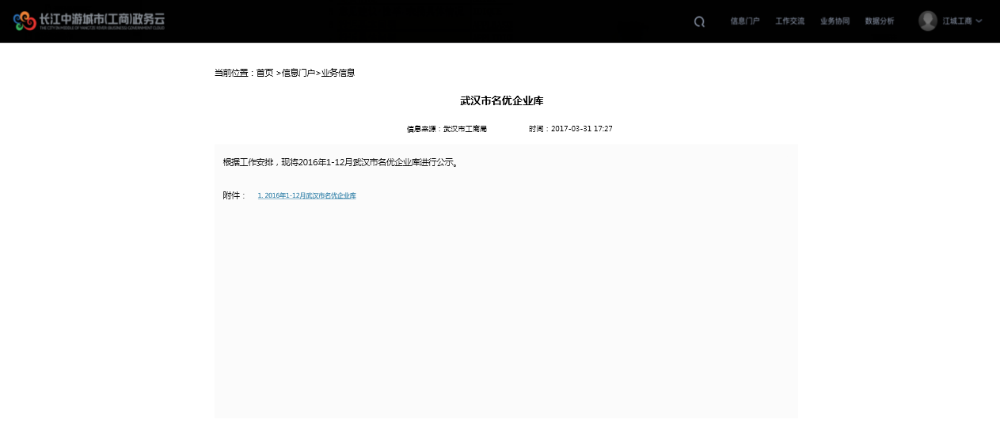 长江中游城市(工商)政务云
THE CITY IN MIDDLE OF YANGTZE RIVER (BUSINESS) GOVERNMENT CLOUD
信息门户 工作交流 业务协同 数据分析 江城工商
当前位置：首页 >信息门户>业务信息
武汉市名优企业库
信息来源：武汉市工商局 时间：2017-03-31 17:27
根据工作安排，现将2016年1-12月武汉市名优企业库进行公示。
附件： 1. 2016年1-12月武汉市名优企业库